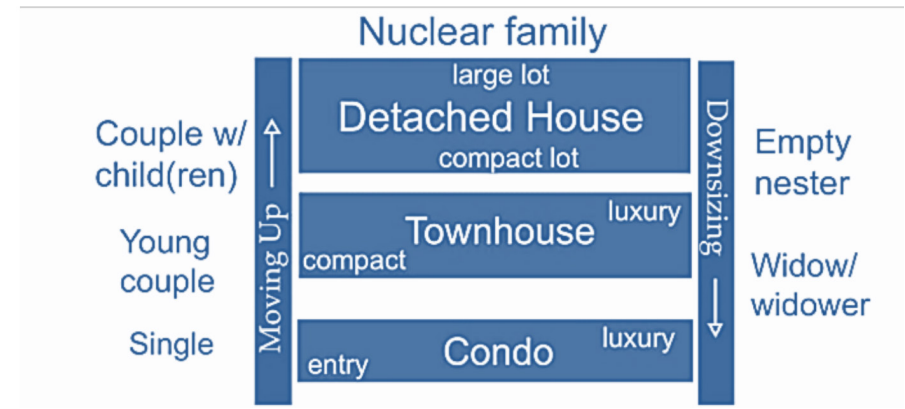 Nuclear family
large lot
Detached House
compact lot
Couple w/
child(ren)
Young
couple
Single
Moving Up
luxury
Townhouse
compact
luxury
Condo
entry
Downsizing
Empty
nester
Widow/
widower